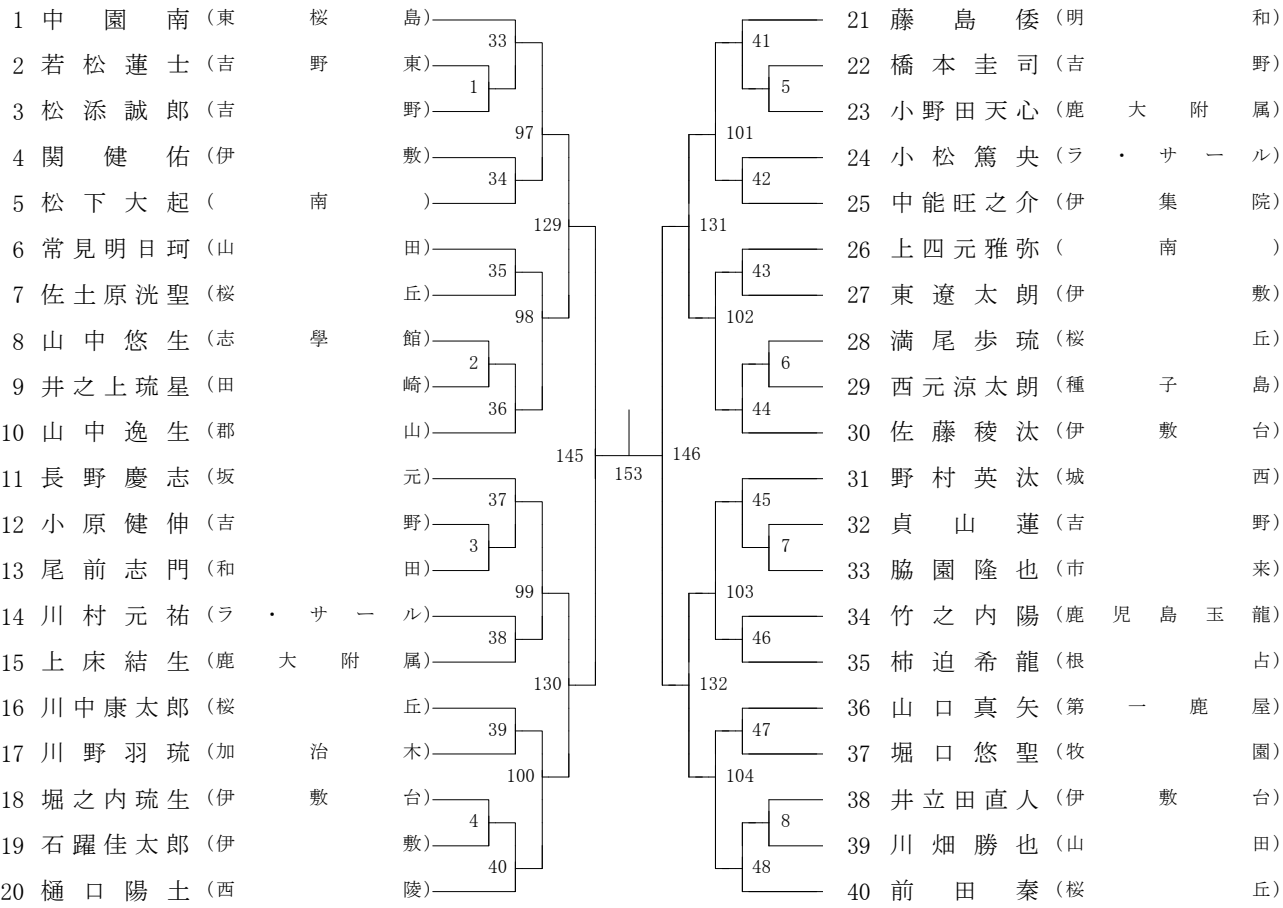 1 中園南 (東桜島)
2 若松蓮士 (吉野東)
3 松添誠郎 (吉野)
4 関健佑 (伊敷)
5 松下大起 (南)
6 常見明日珂 (山田)
7 佐土原洸聖 (桜丘)
8 山中悠生 (志學館)
9 井之上琉星 (田崎)
10 山中逸生 (郡山)
11 長野慶志 (坂元)
12 小原健伸 (吉野)
13 尾前志門 (和田)
14 川村元祐 (ラ・サール)
15 上床結生 (鹿大附属)
16 川中康太郎 (桜丘)
17 川野羽琉 (加治木)
18 堀之内琉生 (伊敷台)
19 石躍佳太郎 (伊敷)
20 樋口陽土 (西陵)
33
1
97
34
129
35
98
2
36
145
37
3
99
38
130
39
100
4
40
153
41
5
101
42
131
43
102
6
44
146
45
7
103
46
132
47
104
8
48
21 藤島倭 (明和)
22 橋本圭司 (吉野)
23 小野田天心 (鹿大附属)
24 小松篤央 (ラ・サール)
25 中能旺之介 (伊集院)
26 上四元雅弥 (南)
27 東遼太朗 (伊敷)
28 満尾歩琉 (桜丘)
29 西元涼太朗 (種子島)
30 佐藤稜汰 (伊敷台)
31 野村英汰 (城西)
32 貞山蓮 (吉野)
33 脇園隆也 (市来)
34 竹之内陽 (鹿児島玉龍)
35 柿迫希龍 (根占)
36 山口真矢 (第一鹿屋)
37 堀口悠聖 (牧園)
38 井立田直人 (伊敷台)
39 川畑勝也 (山田)
40 前田秦 (桜丘)